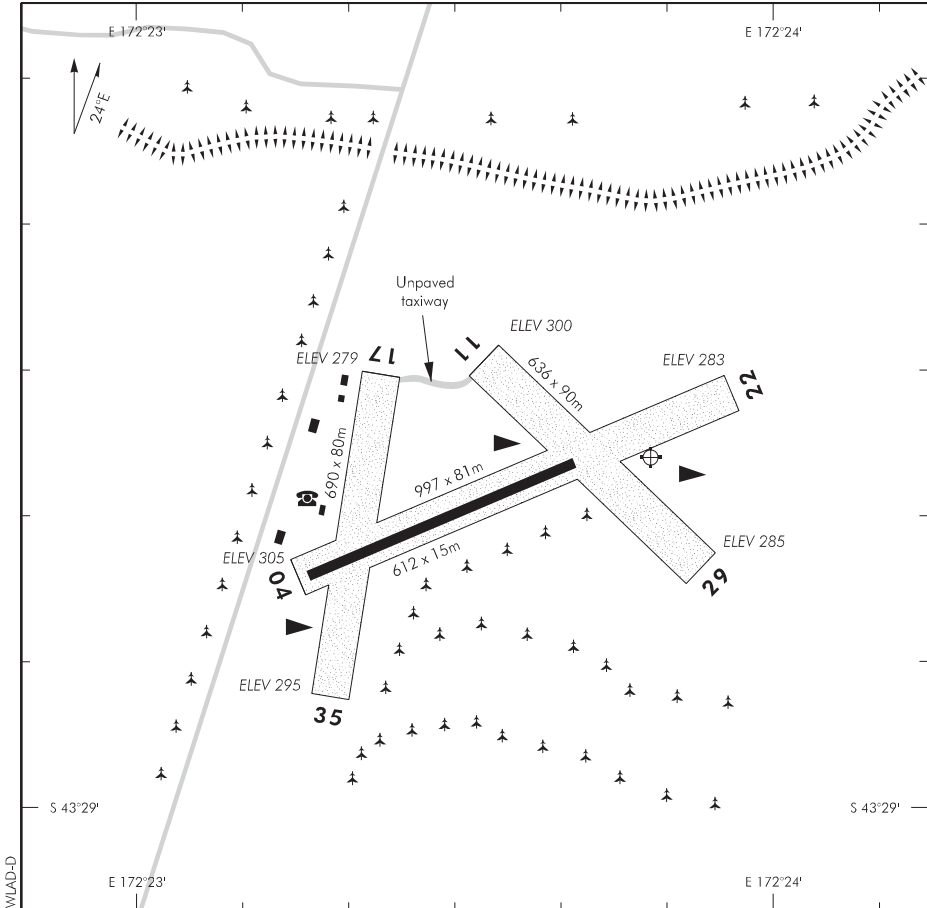 E 172°23'
E 172°24'
24°E
Unpaved
taxiway
ELEV 300
11
17
ELEV 279
ELEV 283
22
636 x 90m
690 x 80m
997 x 81m
612 x 15m
ELEV 285
29
ELEV 305
04
ELEV 295
35
S 43°29'
S 43°29'
E 172°23'
E 172°24'
WLAD-D